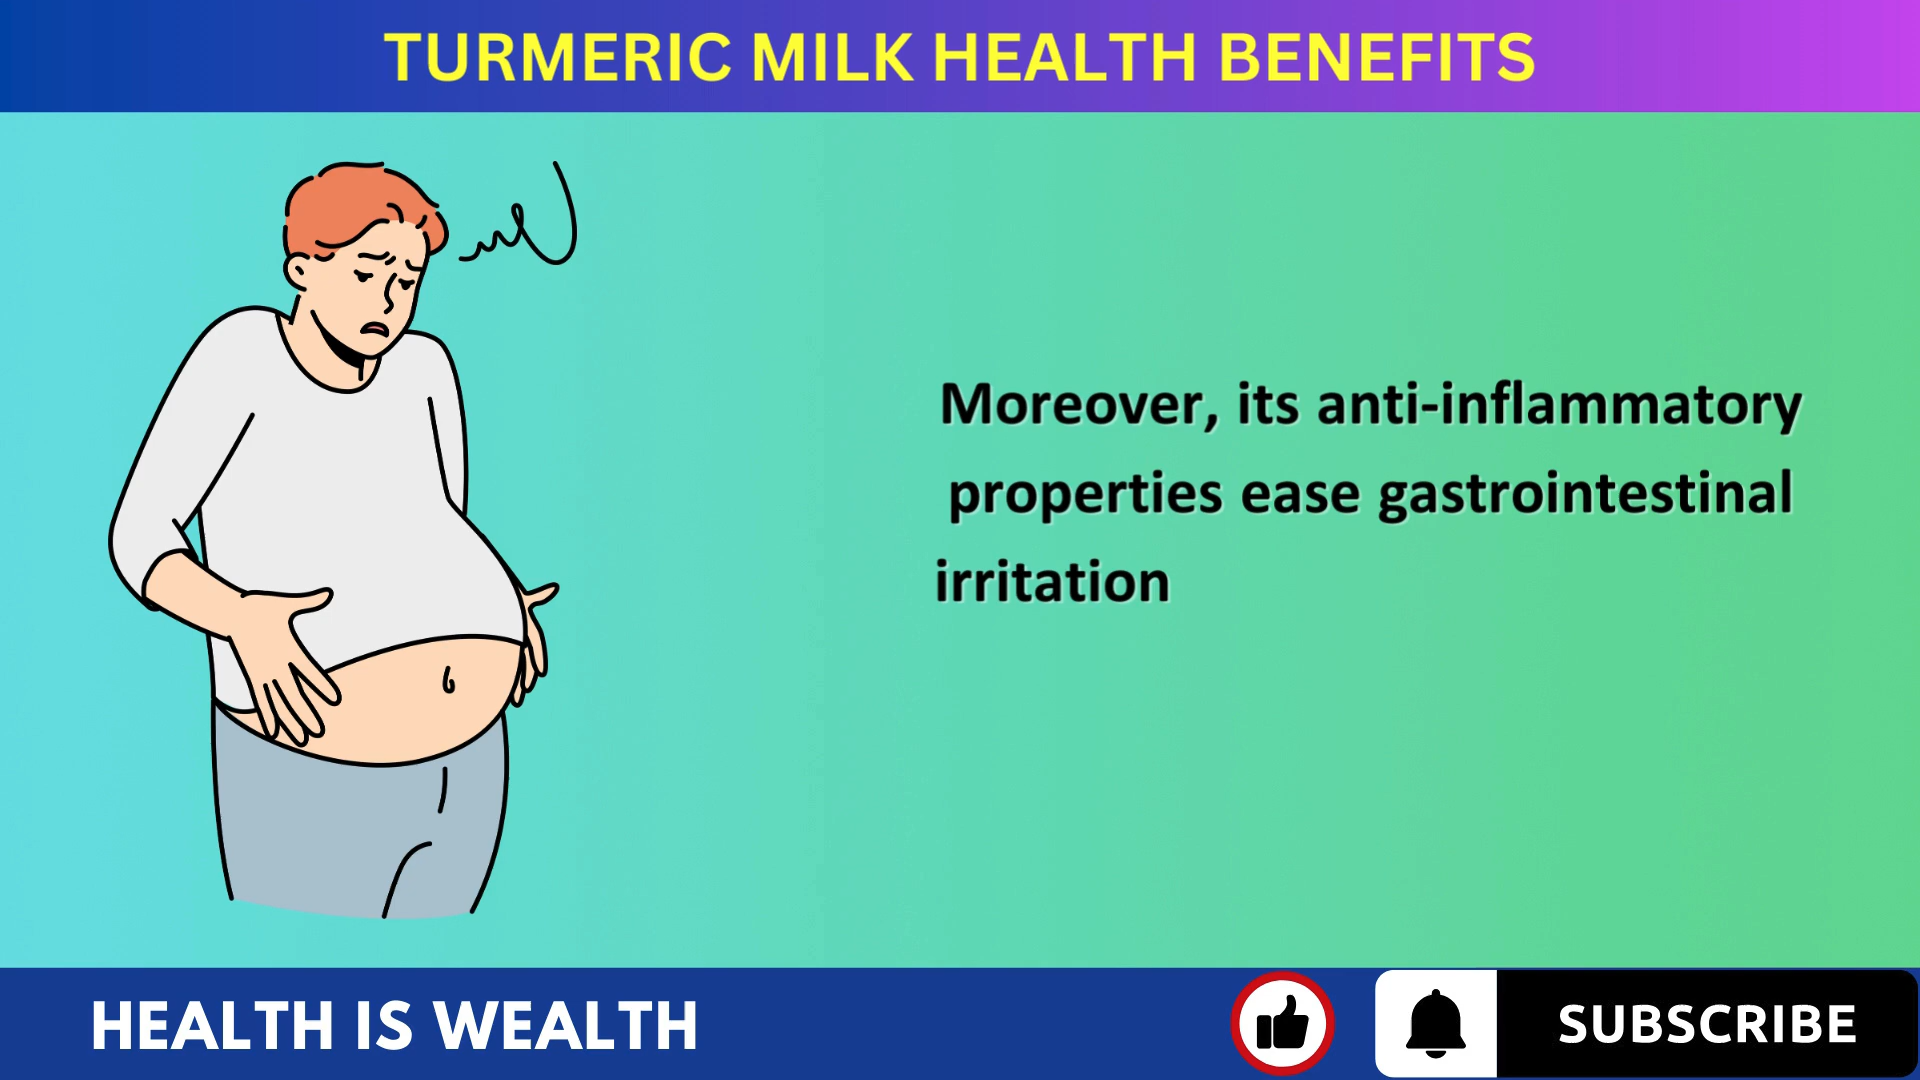 TURMERIC MILK HEALTH BENEFITS
Moreover, its anti-inflammatory
properties ease gastrointestinal
irritation
HEALTH IS WEALTH
SUBSCRIBE